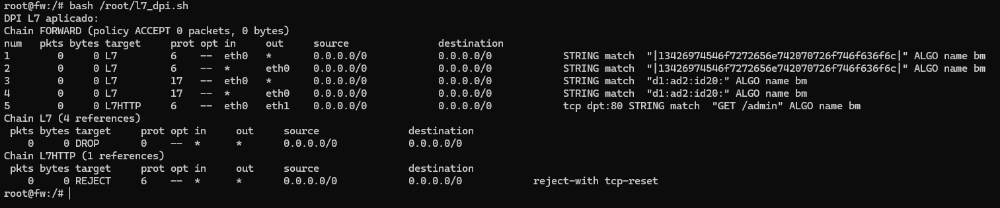 root@fw:/# bash /root/l7_dpi.sh
DPI L7 aplicado:
Chain FORWARD (policy ACCEPT 0 packets, 0 bytes)
num   pkts bytes target     prot opt in     out     source               destination
1        0     0 L7         6    --  eth0   *       0.0.0.0/0            0.0.0.0/0            STRING match  "|13426974546f7272656e742070726f746f636f6c|" ALGO name bm
2        0     0 L7         6    --  *      eth0    0.0.0.0/0            0.0.0.0/0            STRING match  "|13426974546f7272656e742070726f746f636f6c|" ALGO name bm
3        0     0 L7         17   --  eth0   *       0.0.0.0/0            0.0.0.0/0            STRING match  "d1:ad2:id20:" ALGO name bm
4        0     0 L7         17   --  *      eth0    0.0.0.0/0            0.0.0.0/0            STRING match  "d1:ad2:id20:" ALGO name bm
5        0     0 L7HTTP     6    --  eth0   eth1    0.0.0.0/0            0.0.0.0/0            tcp dpt:80 STRING match  "GET /admin" ALGO name bm
Chain L7 (4 references)
 pkts bytes target     prot opt in     out     source               destination
    0     0 DROP       0    --  *      *       0.0.0.0/0            0.0.0.0/0
Chain L7HTTP (1 references)
 pkts bytes target     prot opt in     out     source               destination
    0     0 REJECT     6    --  *      *       0.0.0.0/0            0.0.0.0/0            reject-with tcp-reset
root@fw:/#